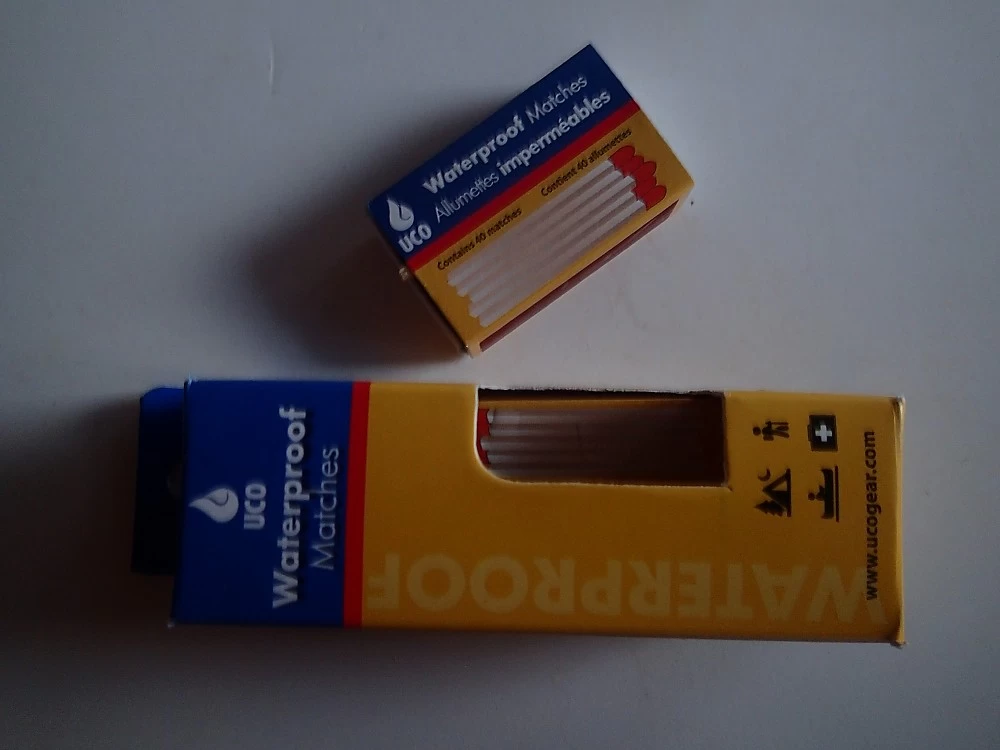 Waterproof Matches
Allumettes imperméables
UCO
Contains 40 matches
Contient 40 allumettes
UCO
Waterproof
Matches
WATERPROOF
www.ucogear.com